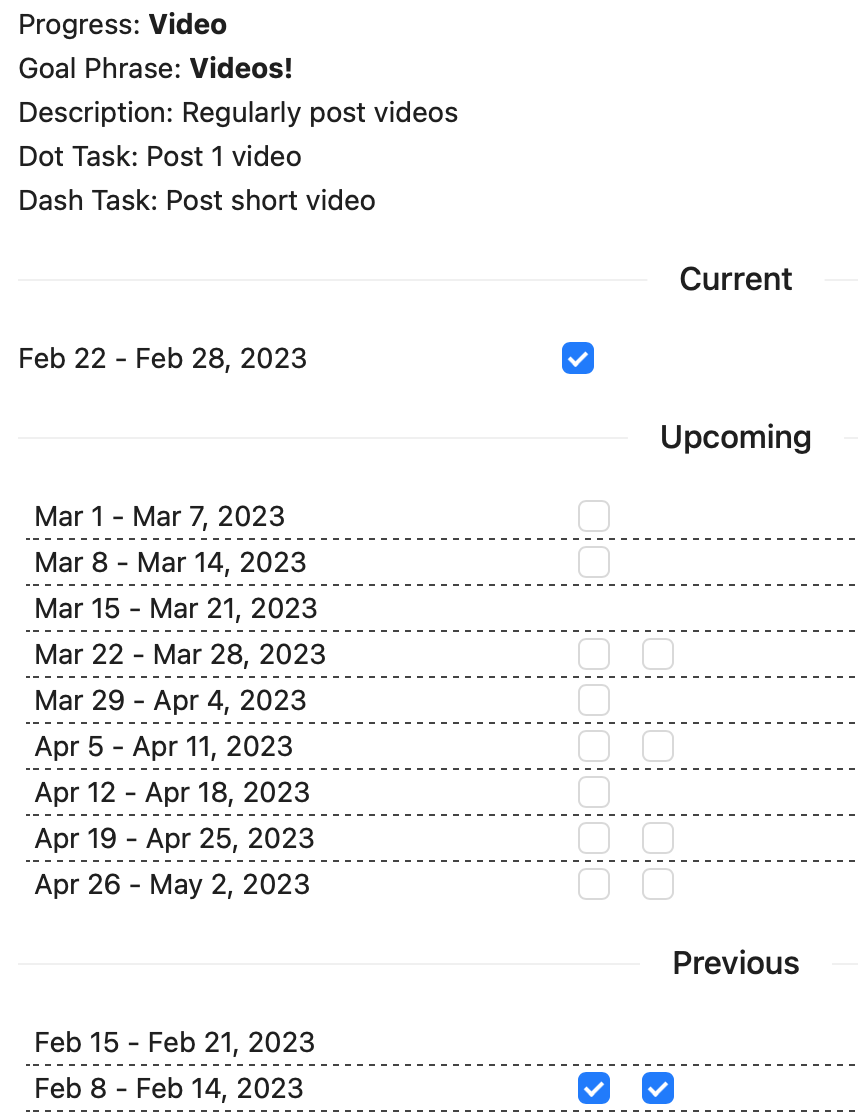 Progress: Video
Goal Phrase: Videos!
Description: Regularly post videos
Dot Task: Post 1 video
Dash Task: Post short video
Current
Feb 22 - Feb 28, 2023
Upcoming
Mar 1 - Mar 7, 2023
Mar 8 - Mar 14, 2023
Mar 15 - Mar 21, 2023
Mar 22 - Mar 28, 2023
Mar 29 - Apr 4, 2023
Apr 5 - Apr 11, 2023
Apr 12 - Apr 18, 2023
Apr 19 - Apr 25, 2023
Apr 26 - May 2, 2023
Previous
Feb 15 - Feb 21, 2023
Feb 8 - Feb 14, 2023